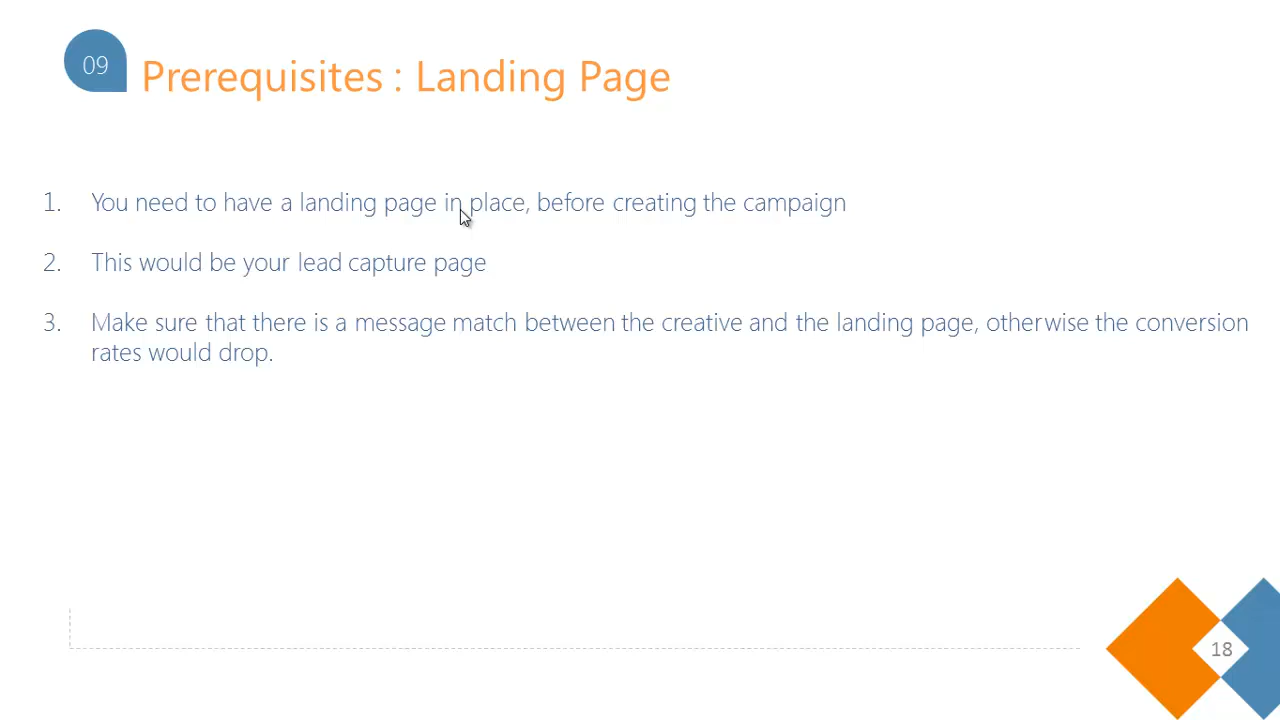 09
Prerequisites : Landing Page
1. You need to have a landing page in place, before creating the campaign
2. This would be your lead capture page
3. Make sure that there is a message match between the creative and the landing page, otherwise the conversion
rates would drop.
18